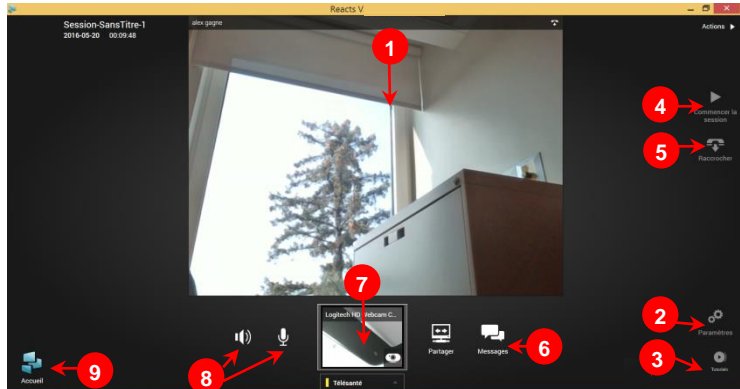 Reacts V
Session-SansTitre-1
2016-05-20 00:09:48
alex gagne
Actions
1
4
Commencer la
session
5
Raccrocher
7
Logitech HD Webcam C...
2
Paramètres
3
Tutoriels
Partager
Messages
6
8
9
Accueil
Télésanté